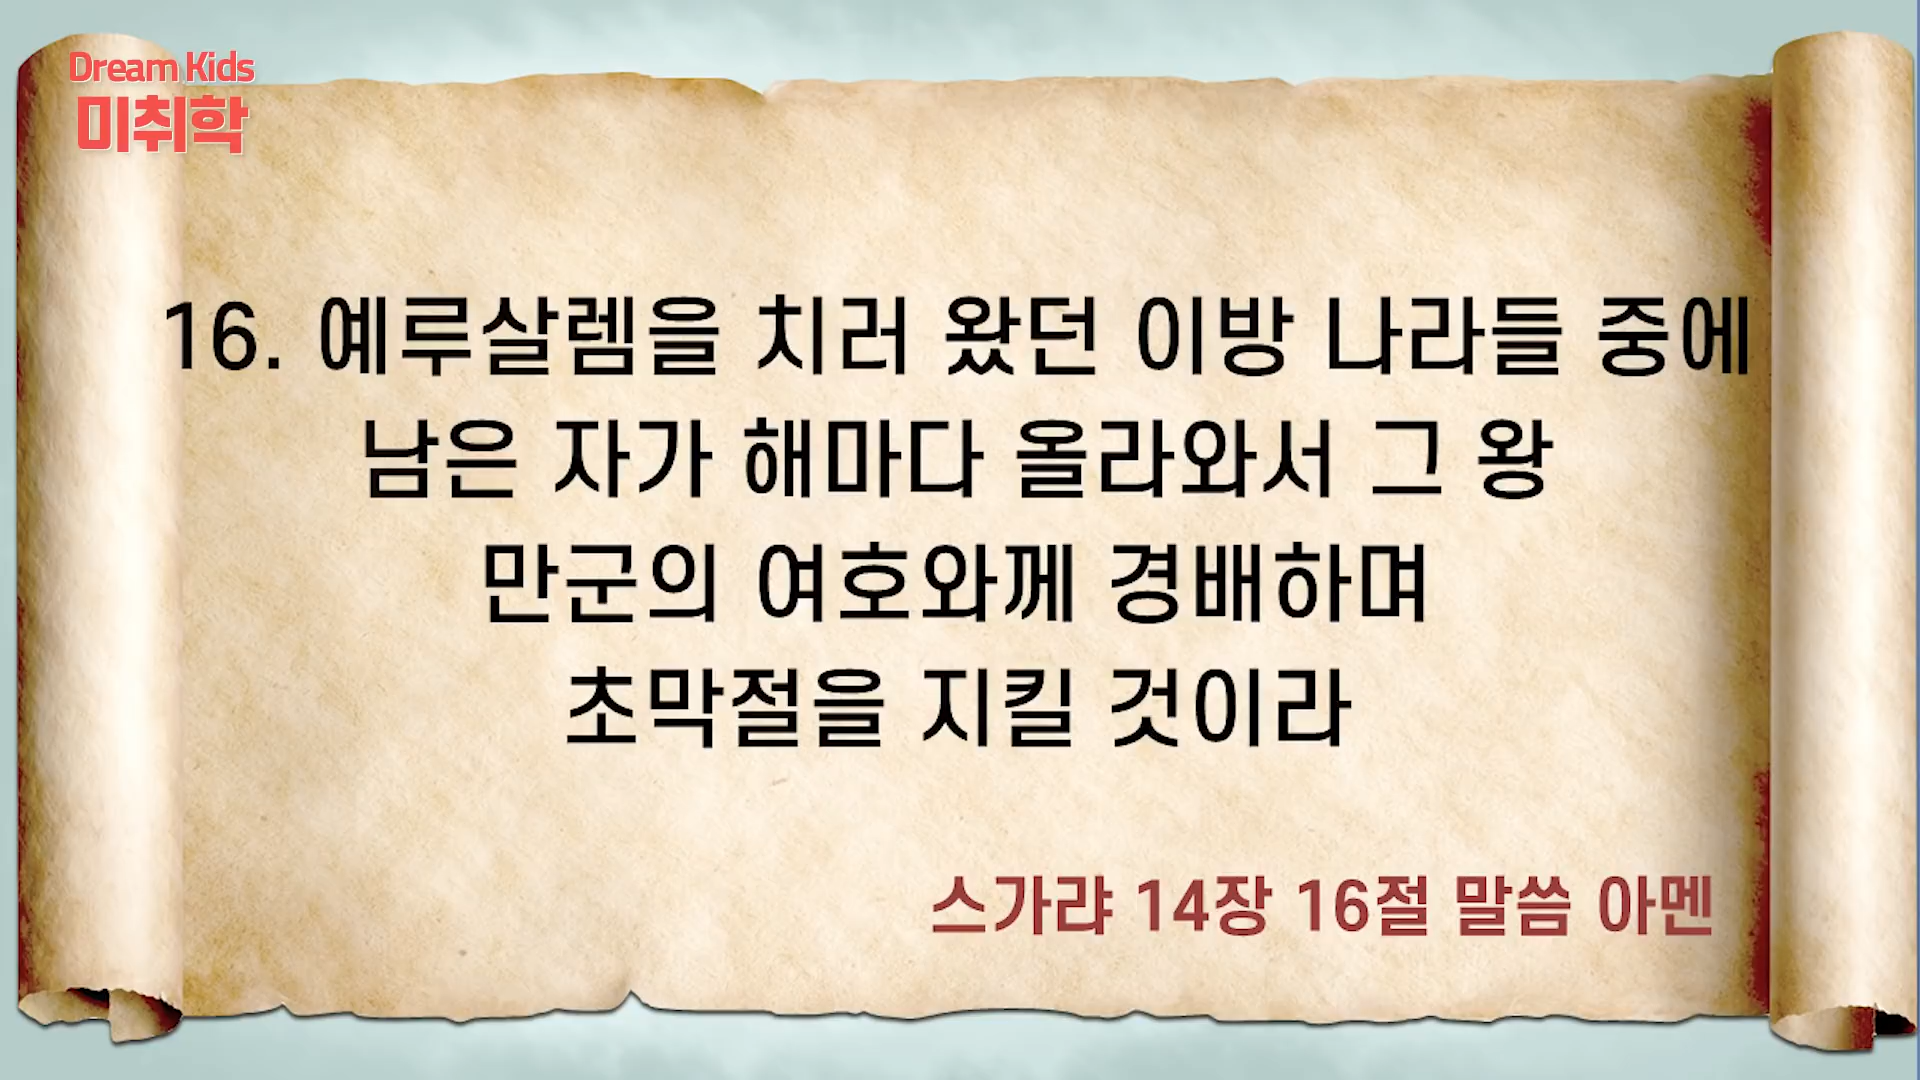 Dream Kids
미취학
16. 예루살렘을 치러 왔던 이방 나라들 중에
남은 자가 해마다 올라와서 그 왕
만군의 여호와께 경배하며
초막절을 지킬 것이라
스가랴 14장 16절 말씀 아멘